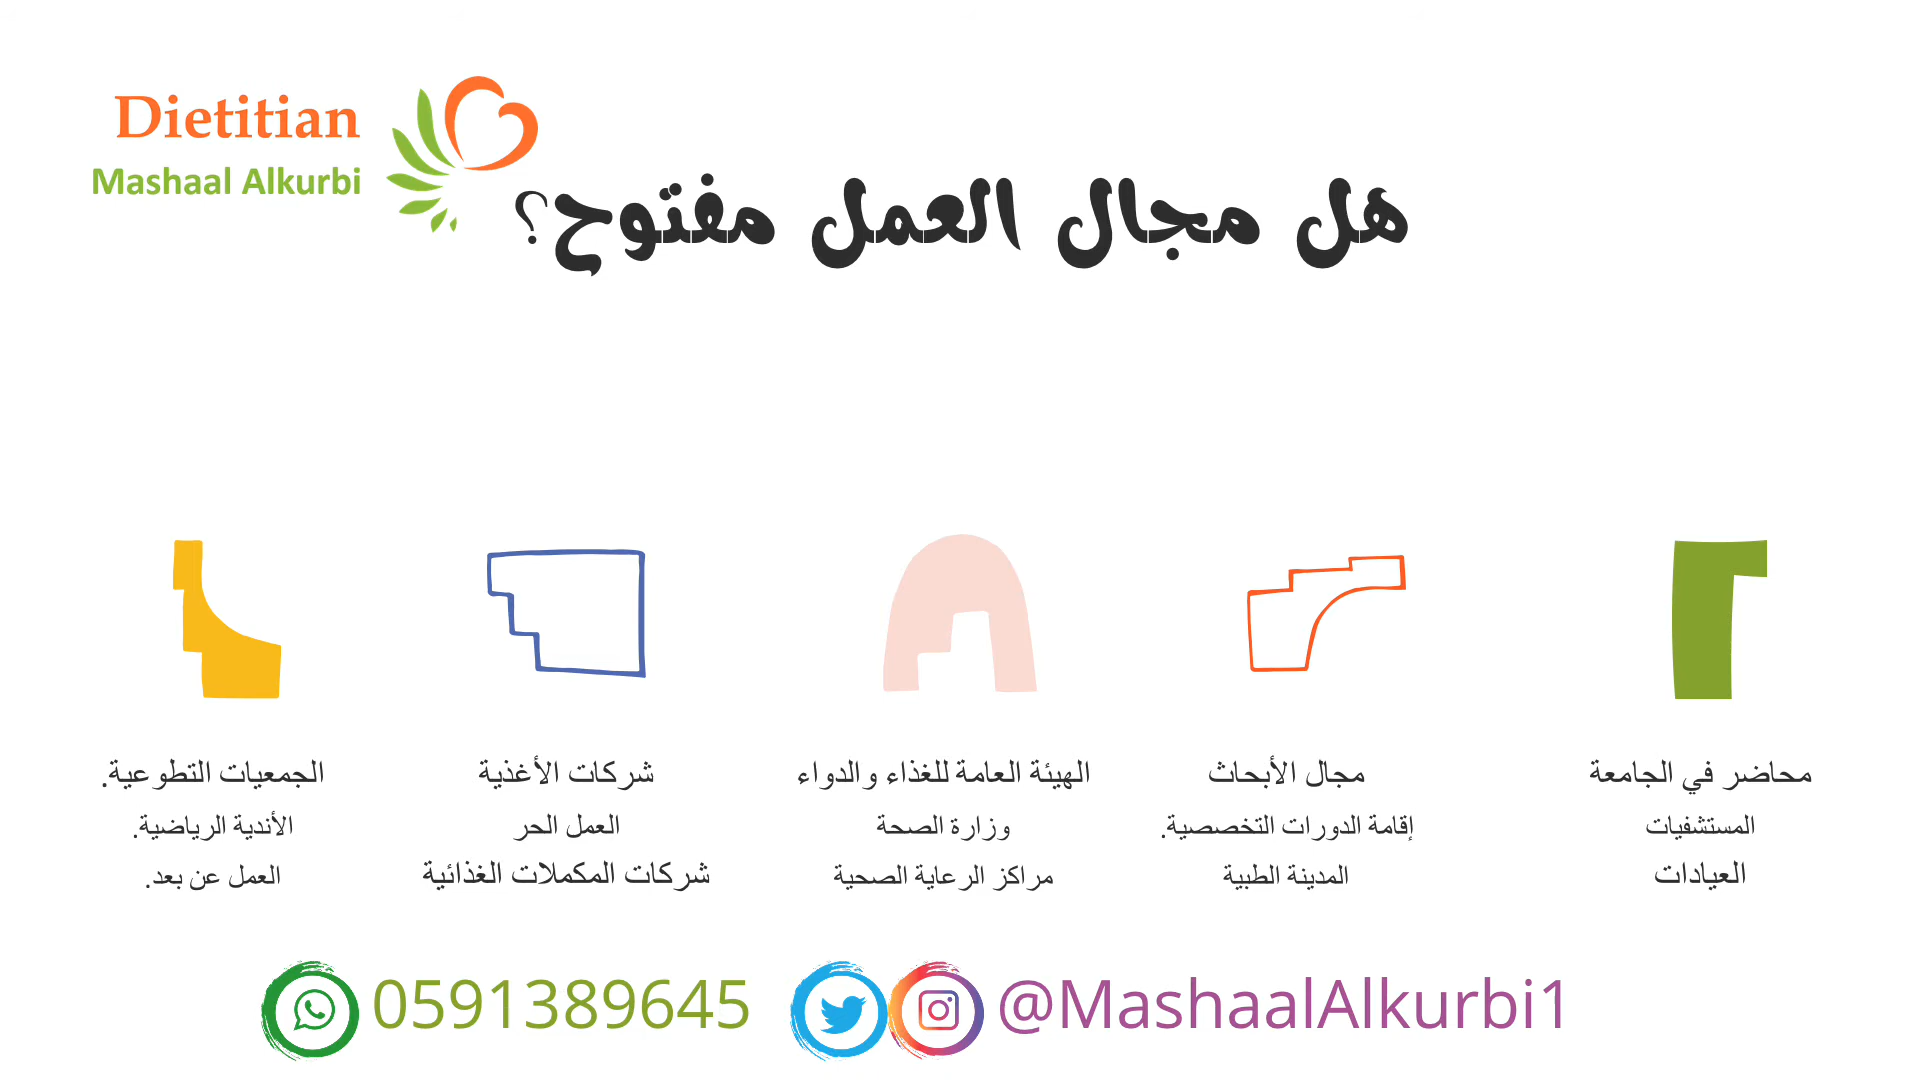 Dietitian
Mashaal Alkurbi
هل مجال العمل مفتوح؟
محاضر في الجامعة
المستشفيات
العيادات
مجال الأبحاث
إقامة الدورات التخصصية.
المدينة الطبية
الهيئة العامة للغذاء والدواء
وزارة الصحة
مراكز الرعاية الصحية
شركات الأغذية
العمل الحر
شركات المكملات الغذائية
الجمعيات التطوعية.
الأندية الرياضية.
العمل عن بعد.
0591389645
@MashaalAlkurbi1